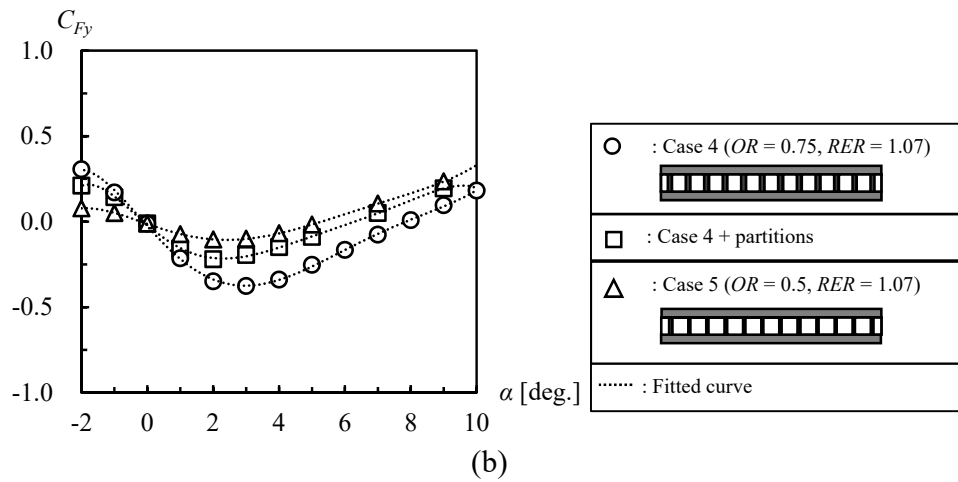 C_Fy
1.0
0.5
0.0
-0.5
-1.0
-2 0 2 4 6 8 10
α [deg.]
: Case 4 (OR = 0.75, RER = 1.07)
: Case 4 + partitions
: Case 5 (OR = 0.5, RER = 1.07)
: Fitted curve
(b)